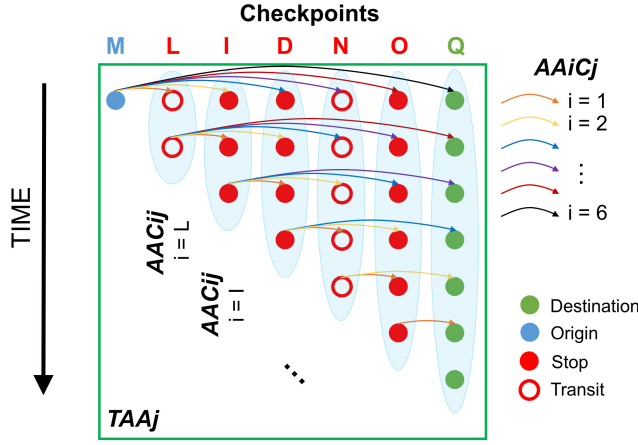 Checkpoints
M L I D N O Q
AAiCj
i = 1
i = 2
⋮
i = 6
TIME
AACij
i = L
AACij
i = I
Destination
Origin
Stop
Transit
TAAj